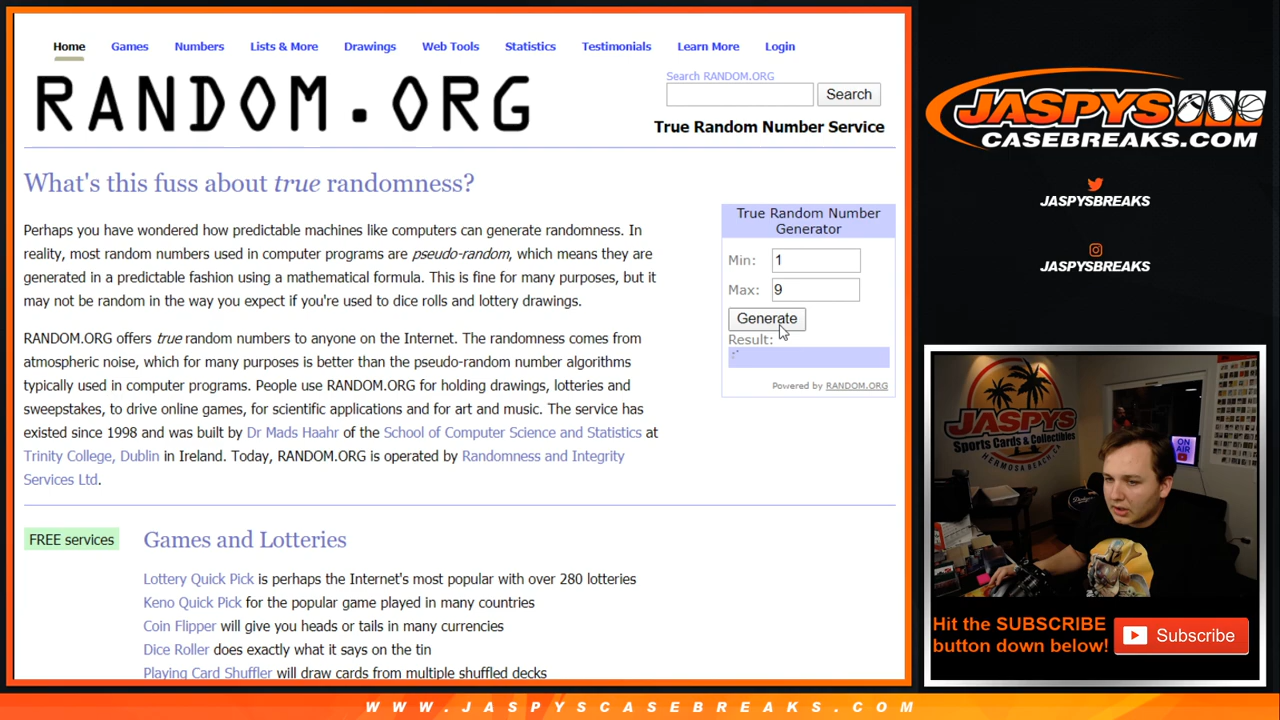 Home Games Numbers Lists & More Drawings Web Tools Statistics Testimonials Learn More Login
RANDOM.ORG
Search RANDOM.ORG
Search
True Random Number Service
What's this fuss about true randomness?
Perhaps you have wondered how predictable machines like computers can generate randomness. In
reality, most random numbers used in computer programs are pseudo-random, which means they are
generated in a predictable fashion using a mathematical formula. This is fine for many purposes, but it
may not be random in the way you expect if you're used to dice rolls and lottery drawings.
RANDOM.ORG offers true random numbers to anyone on the Internet. The randomness comes from
atmospheric noise, which for many purposes is better than the pseudo-random number algorithms
typically used in computer programs. People use RANDOM.ORG for holding drawings, lotteries and
sweepstakes, to drive online games, for scientific applications and for art and music. The service has
existed since 1998 and was built by Dr Mads Haahr of the School of Computer Science and Statistics at
Trinity College, Dublin in Ireland. Today, RANDOM.ORG is operated by Randomness and Integrity
Services Ltd.
True Random Number
Generator
Min: 1
Max: 9
Generate
Result:
Powered by RANDOM.ORG
FREE services
Games and Lotteries
Lottery Quick Pick is perhaps the Internet's most popular with over 280 lotteries
Keno Quick Pick for the popular game played in many countries
Coin Flipper will give you heads or tails in many currencies
Dice Roller does exactly what it says on the tin
Playing Card Shuffler will draw cards from multiple shuffled decks
JASPYS
CASEBREAKS.COM
JASPYSBREAKS
JASPYSBREAKS
JASPYS
Sports Cards & Collectibles
HERMOSA BEACH, CA
ON
AIR
Hit the SUBSCRIBE
button down below!
Subscribe
WWW.JASPYSCASEBREAKS.COM